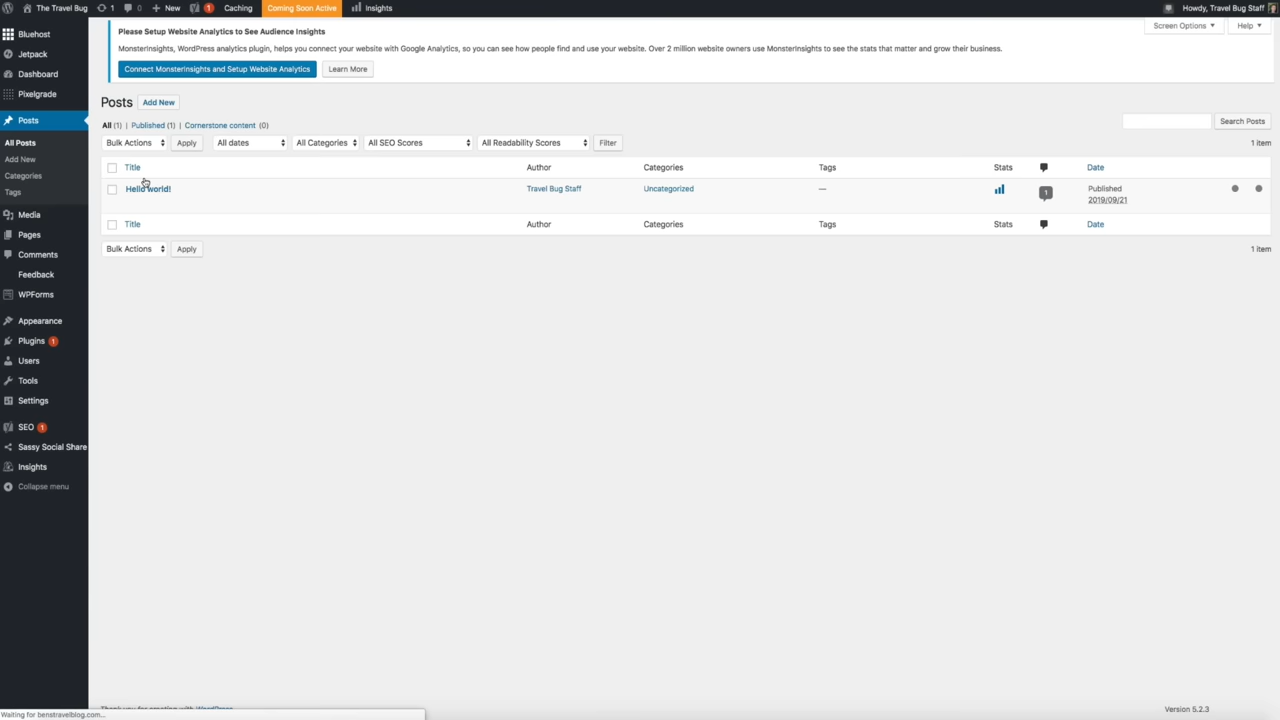 The Travel Bug 1 0 New 1 Caching Coming Soon Active Insights Howdy, Travel Bug Staff
Screen Options Help
Please Setup Website Analytics to See Audience Insights
MonsterInsights, WordPress analytics plugin, helps you connect your website with Google Analytics, so you can see how people find and use your website. Over 2 million website owners use MonsterInsights to see the stats that matter and grow their business.
Connect MonsterInsights and Setup Website Analytics Learn More
Bluehost
Jetpack
Dashboard
Pixelgrade
Posts
All Posts
Add New
Categories
Tags
Media
Pages
Comments
Feedback
WPForms
Appearance
Plugins 1
Users
Tools
Settings
SEO 1
Sassy Social Share
Insights
Collapse menu
Posts Add New
All (1) | Published (1) | Cornerstone content (0)
Search Posts
Bulk Actions Apply All dates All Categories All SEO Scores All Readability Scores Filter 1 item
Title Author Categories Tags Stats Date
Hello world! Travel Bug Staff Uncategorized — 1 Published
2019/09/21
Title Author Categories Tags Stats Date
Bulk Actions Apply 1 item
Thank you for creating with WordPress
Version 5.2.3
Waiting for benstravelblog.com...